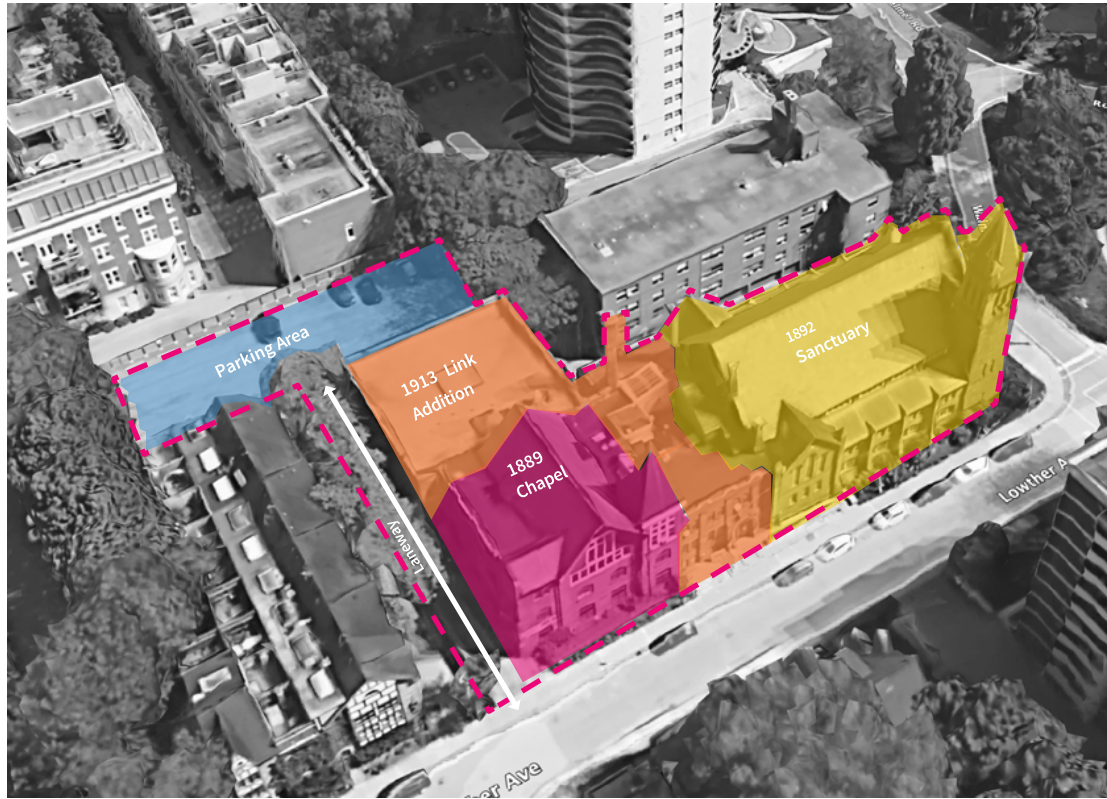 Parking Area
1913 Link
Addition
1892
Sanctuary
1889
Chapel
Laneway
Lowther A
her Ave